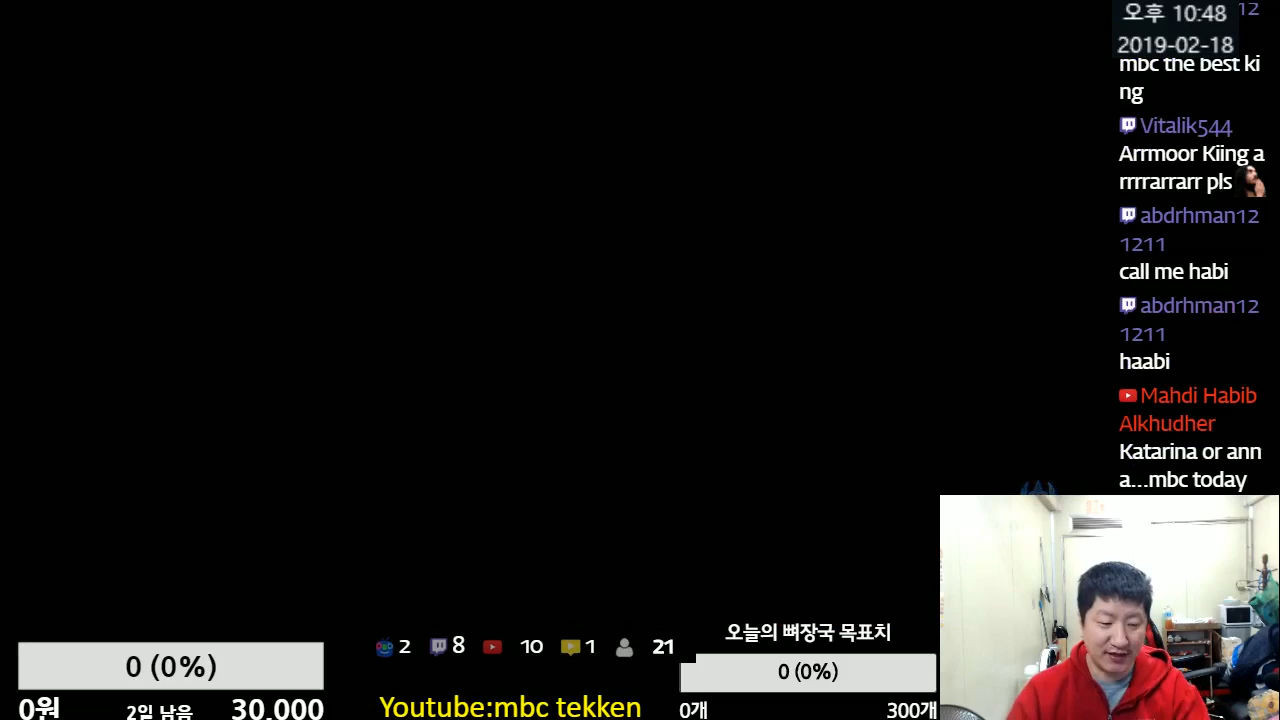 오후 10:48
12
2019-02-18
mbc the best ki
ng
Vitalik544
Arrmoor Kiing a
rrrrarrarr pls
abdrhman12
1211
call me habi
abdrhman12
1211
haabi
Mahdi Habib
Alkhudher
Katarina or ann
a...mbc today
오늘의 뼈장국 목표치
2 8 10 1 21
0 (0%)
0 (0%)
0원 2일 남음 30,000
Youtube:mbc tekken
0개 300개